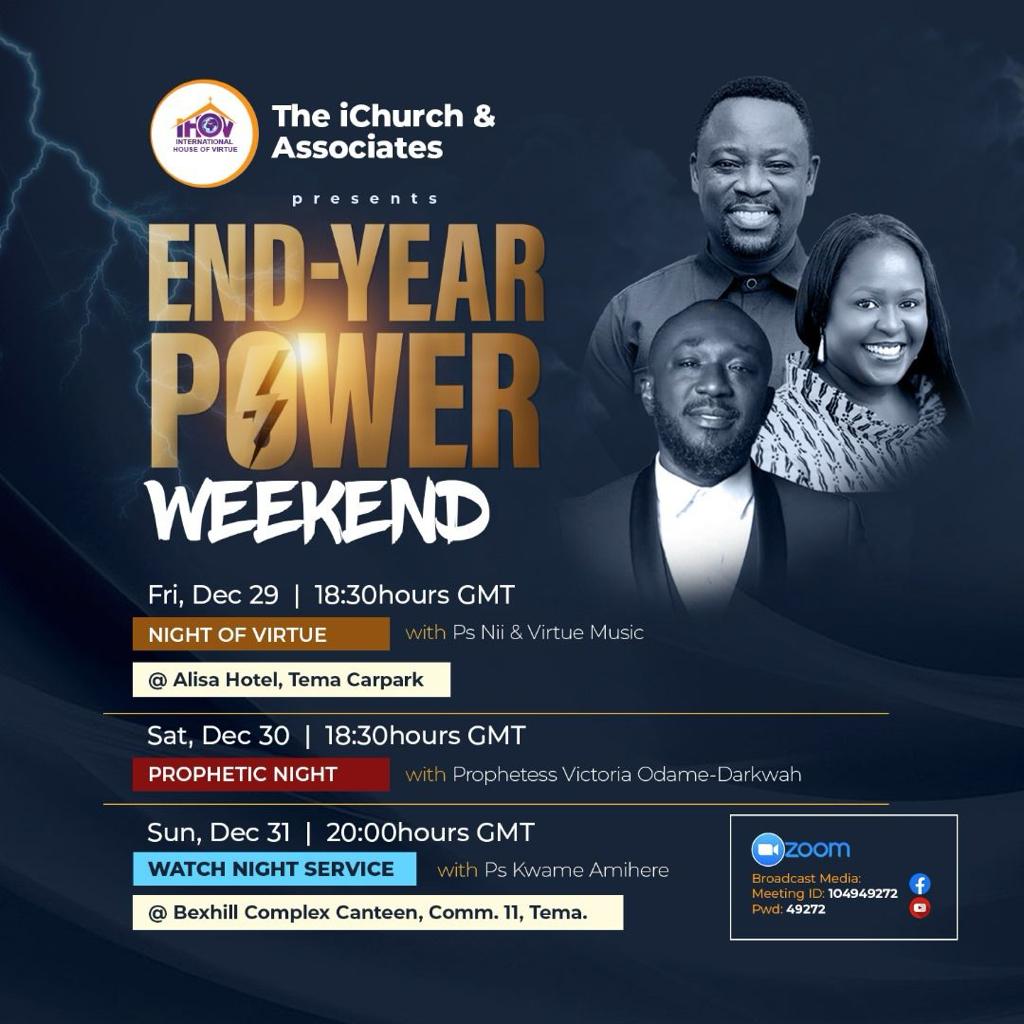 iHOV
INTERNATIONAL
HOUSE OF VIRTUE
The iChurch &
Associates
presents
END-YEAR
POWER
WEEKEND
Fri, Dec 29 | 18:30hours GMT
NIGHT OF VIRTUE with Ps Nii & Virtue Music
@ Alisa Hotel, Tema Carpark
Sat, Dec 30 | 18:30hours GMT
PROPHETIC NIGHT with Prophetess Victoria Odame-Darkwah
Sun, Dec 31 | 20:00hours GMT
WATCH NIGHT SERVICE with Ps Kwame Amihere
@ Bexhill Complex Canteen, Comm. 11, Tema.
zoom
Broadcast Media:
Meeting ID: 104949272
Pwd: 49272